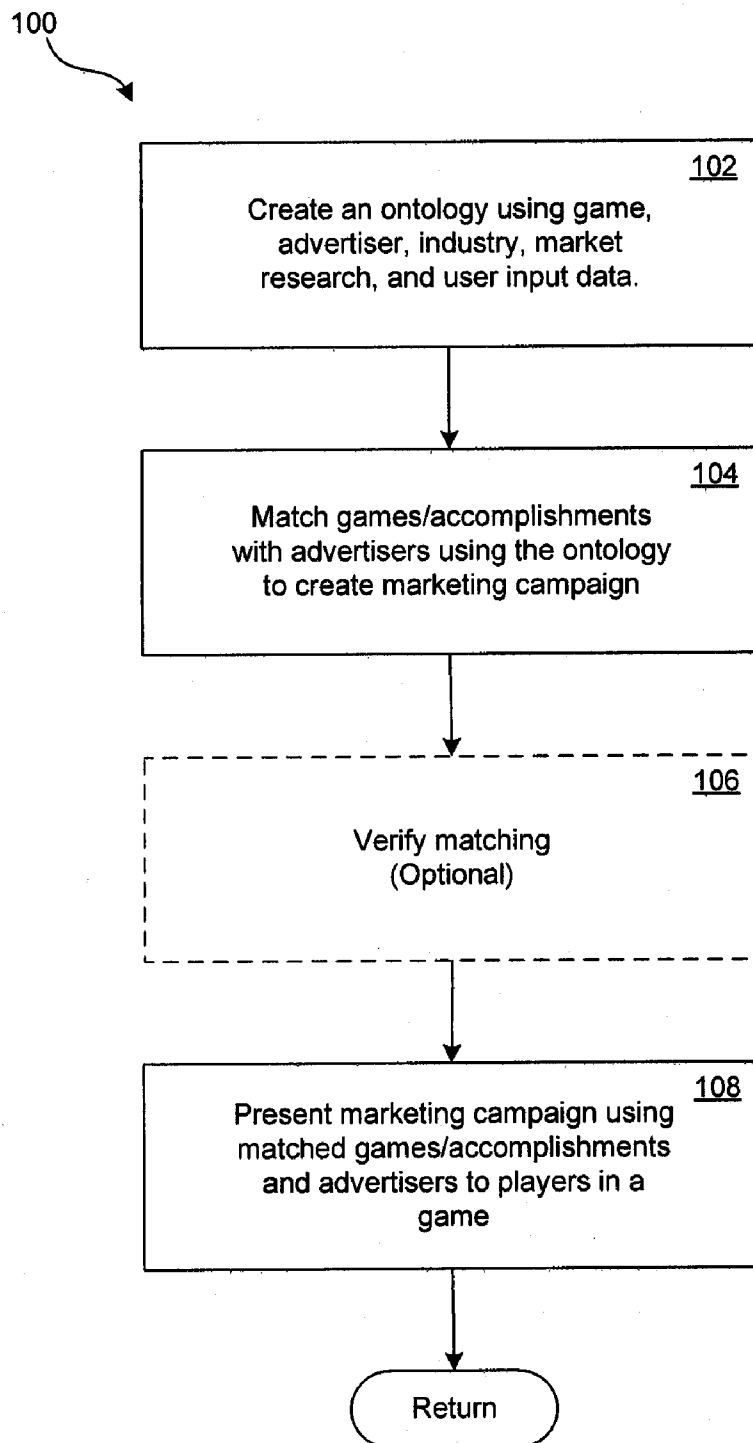 100
102
Create an ontology using game,
advertiser, industry, market
research, and user input data.
104
Match games/accomplishments
with advertisers using the ontology
to create marketing campaign
106
Verify matching
(Optional)
108
Present marketing campaign using
matched games/accomplishments
and advertisers to players in a
game
Return